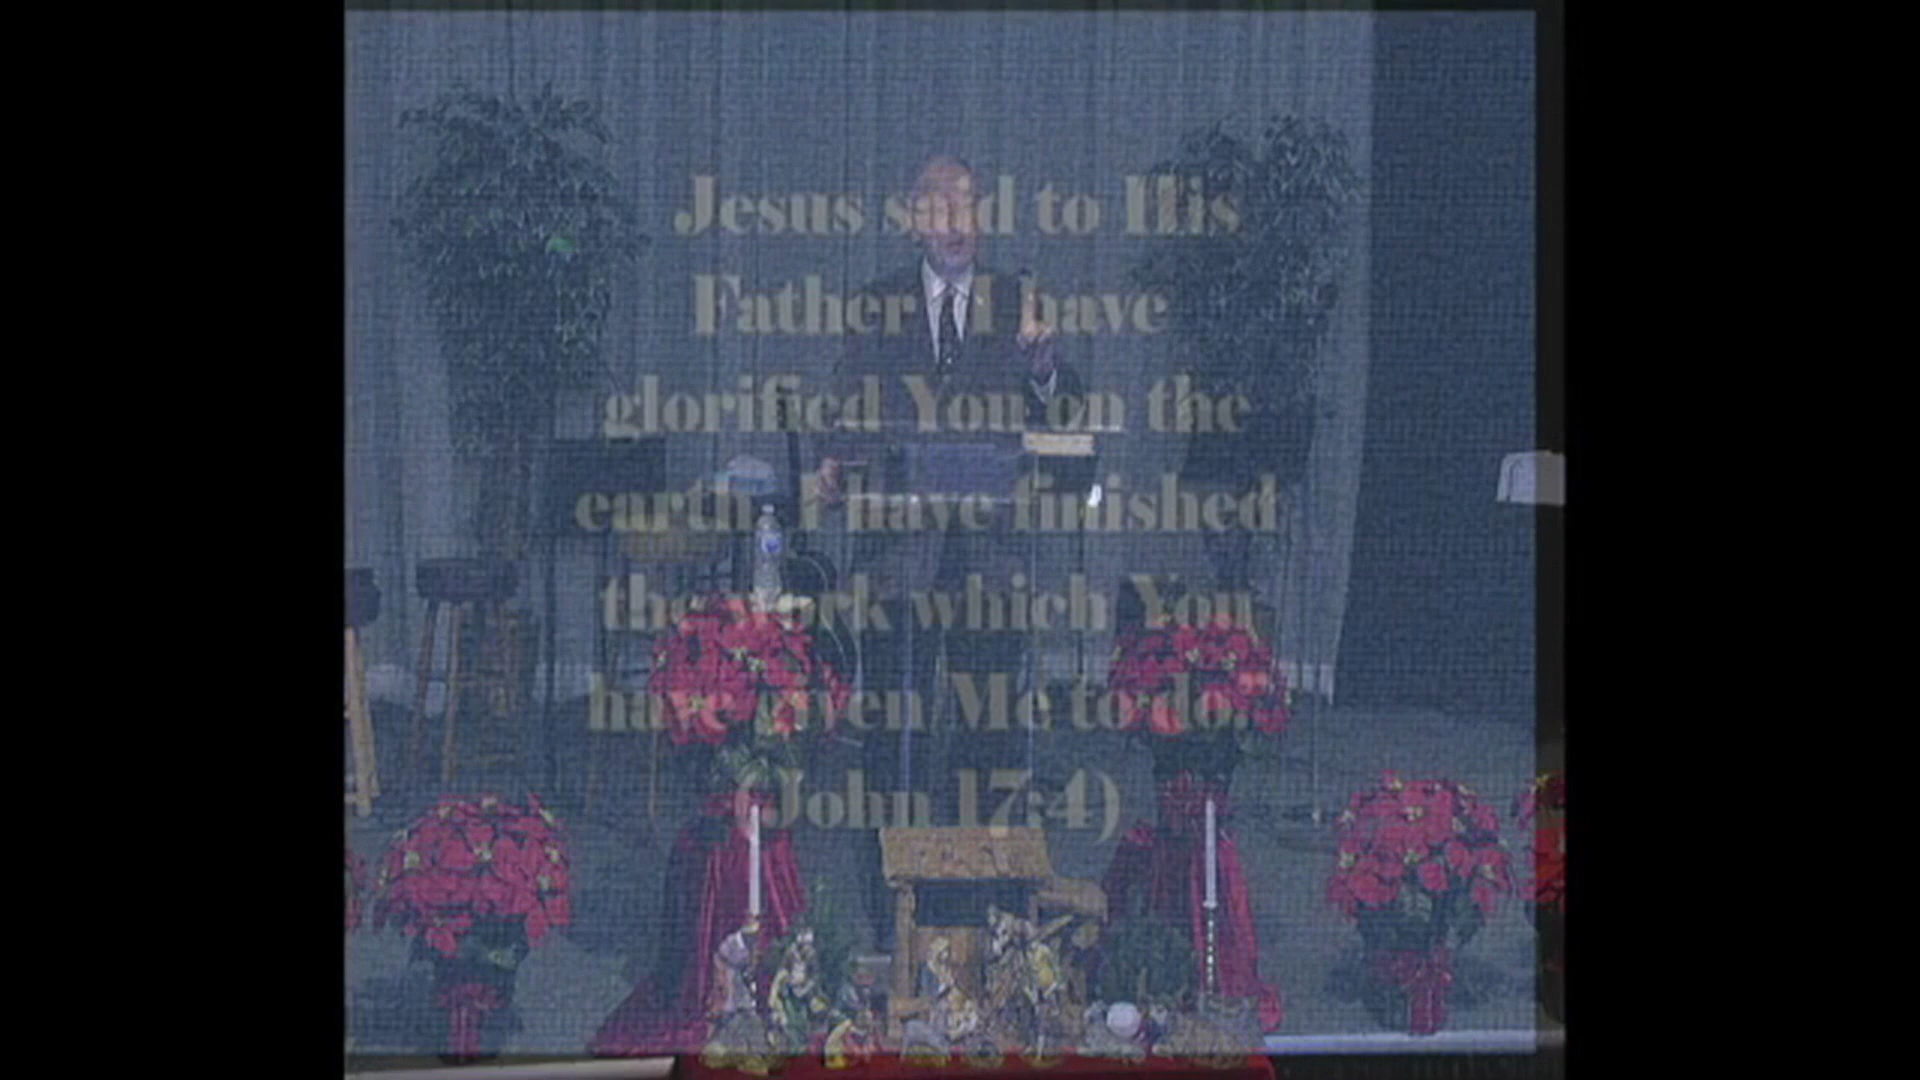 Jesus said to His
Father "I have
glorified You on the
earth. I have finished
the work which You
have given Me to do."
(John 17:4)